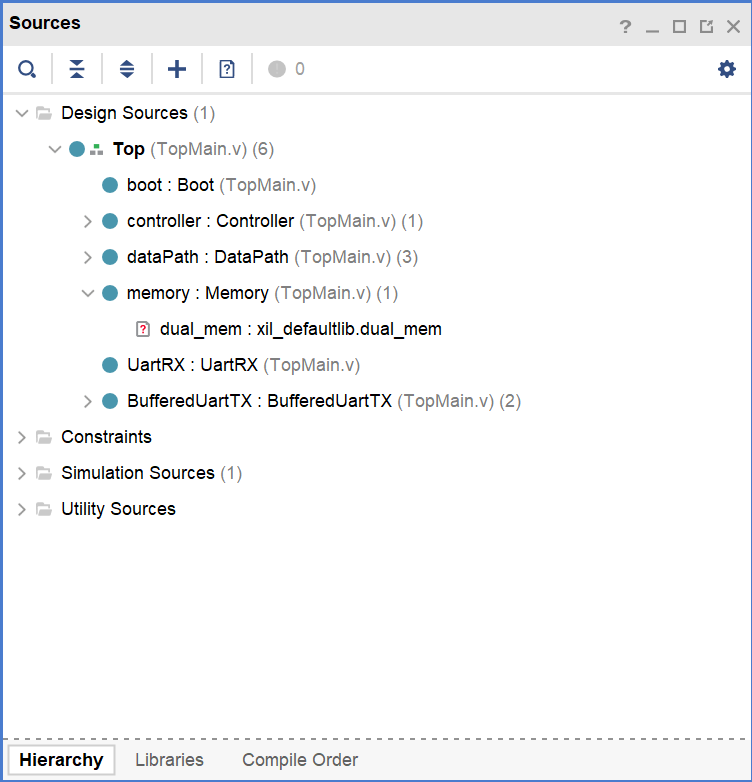 Sources
?
0
Design Sources (1)
Top (TopMain.v) (6)
boot : Boot (TopMain.v)
controller : Controller (TopMain.v) (1)
dataPath : DataPath (TopMain.v) (3)
memory : Memory (TopMain.v) (1)
? dual_mem : xil_defaultlib.dual_mem
UartRX : UartRX (TopMain.v)
BufferedUartTX : BufferedUartTX (TopMain.v) (2)
Constraints
Simulation Sources (1)
Utility Sources
Hierarchy Libraries Compile Order